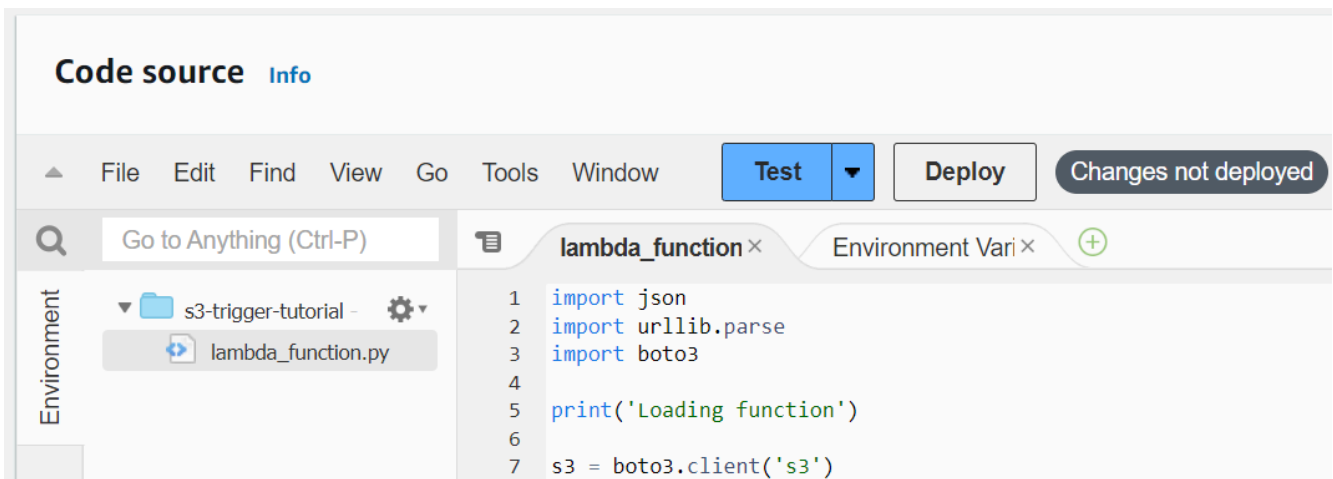 Code source Info
File Edit Find View Go Tools Window Test Deploy Changes not deployed
Go to Anything (Ctrl-P)
lambda_function × Environment Vari ×
Environment
s3-trigger-tutorial -
lambda_function.py
1 import json
2 import urllib.parse
3 import boto3
4
5 print('Loading function')
6
7 s3 = boto3.client('s3')